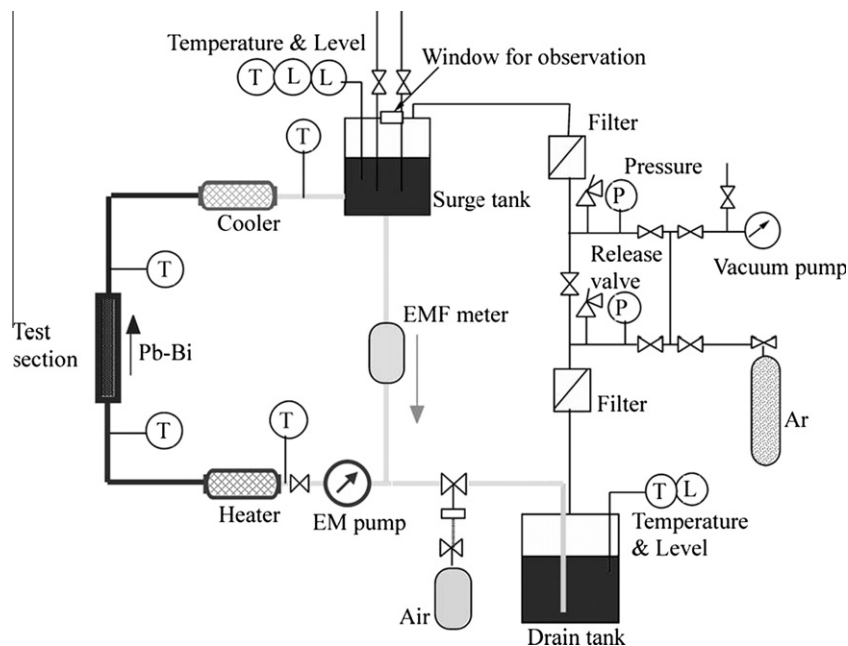 Temperature & Level
Window for observation
T L L
T
Filter
Surge tank
Pressure
P
Cooler
T
Release
valve
Vacuum pump
P
EMF meter
Test
section
Pb-Bi
Filter
Ar
T
T
Heater
EM pump
T L
Temperature
& Level
Air
Drain tank